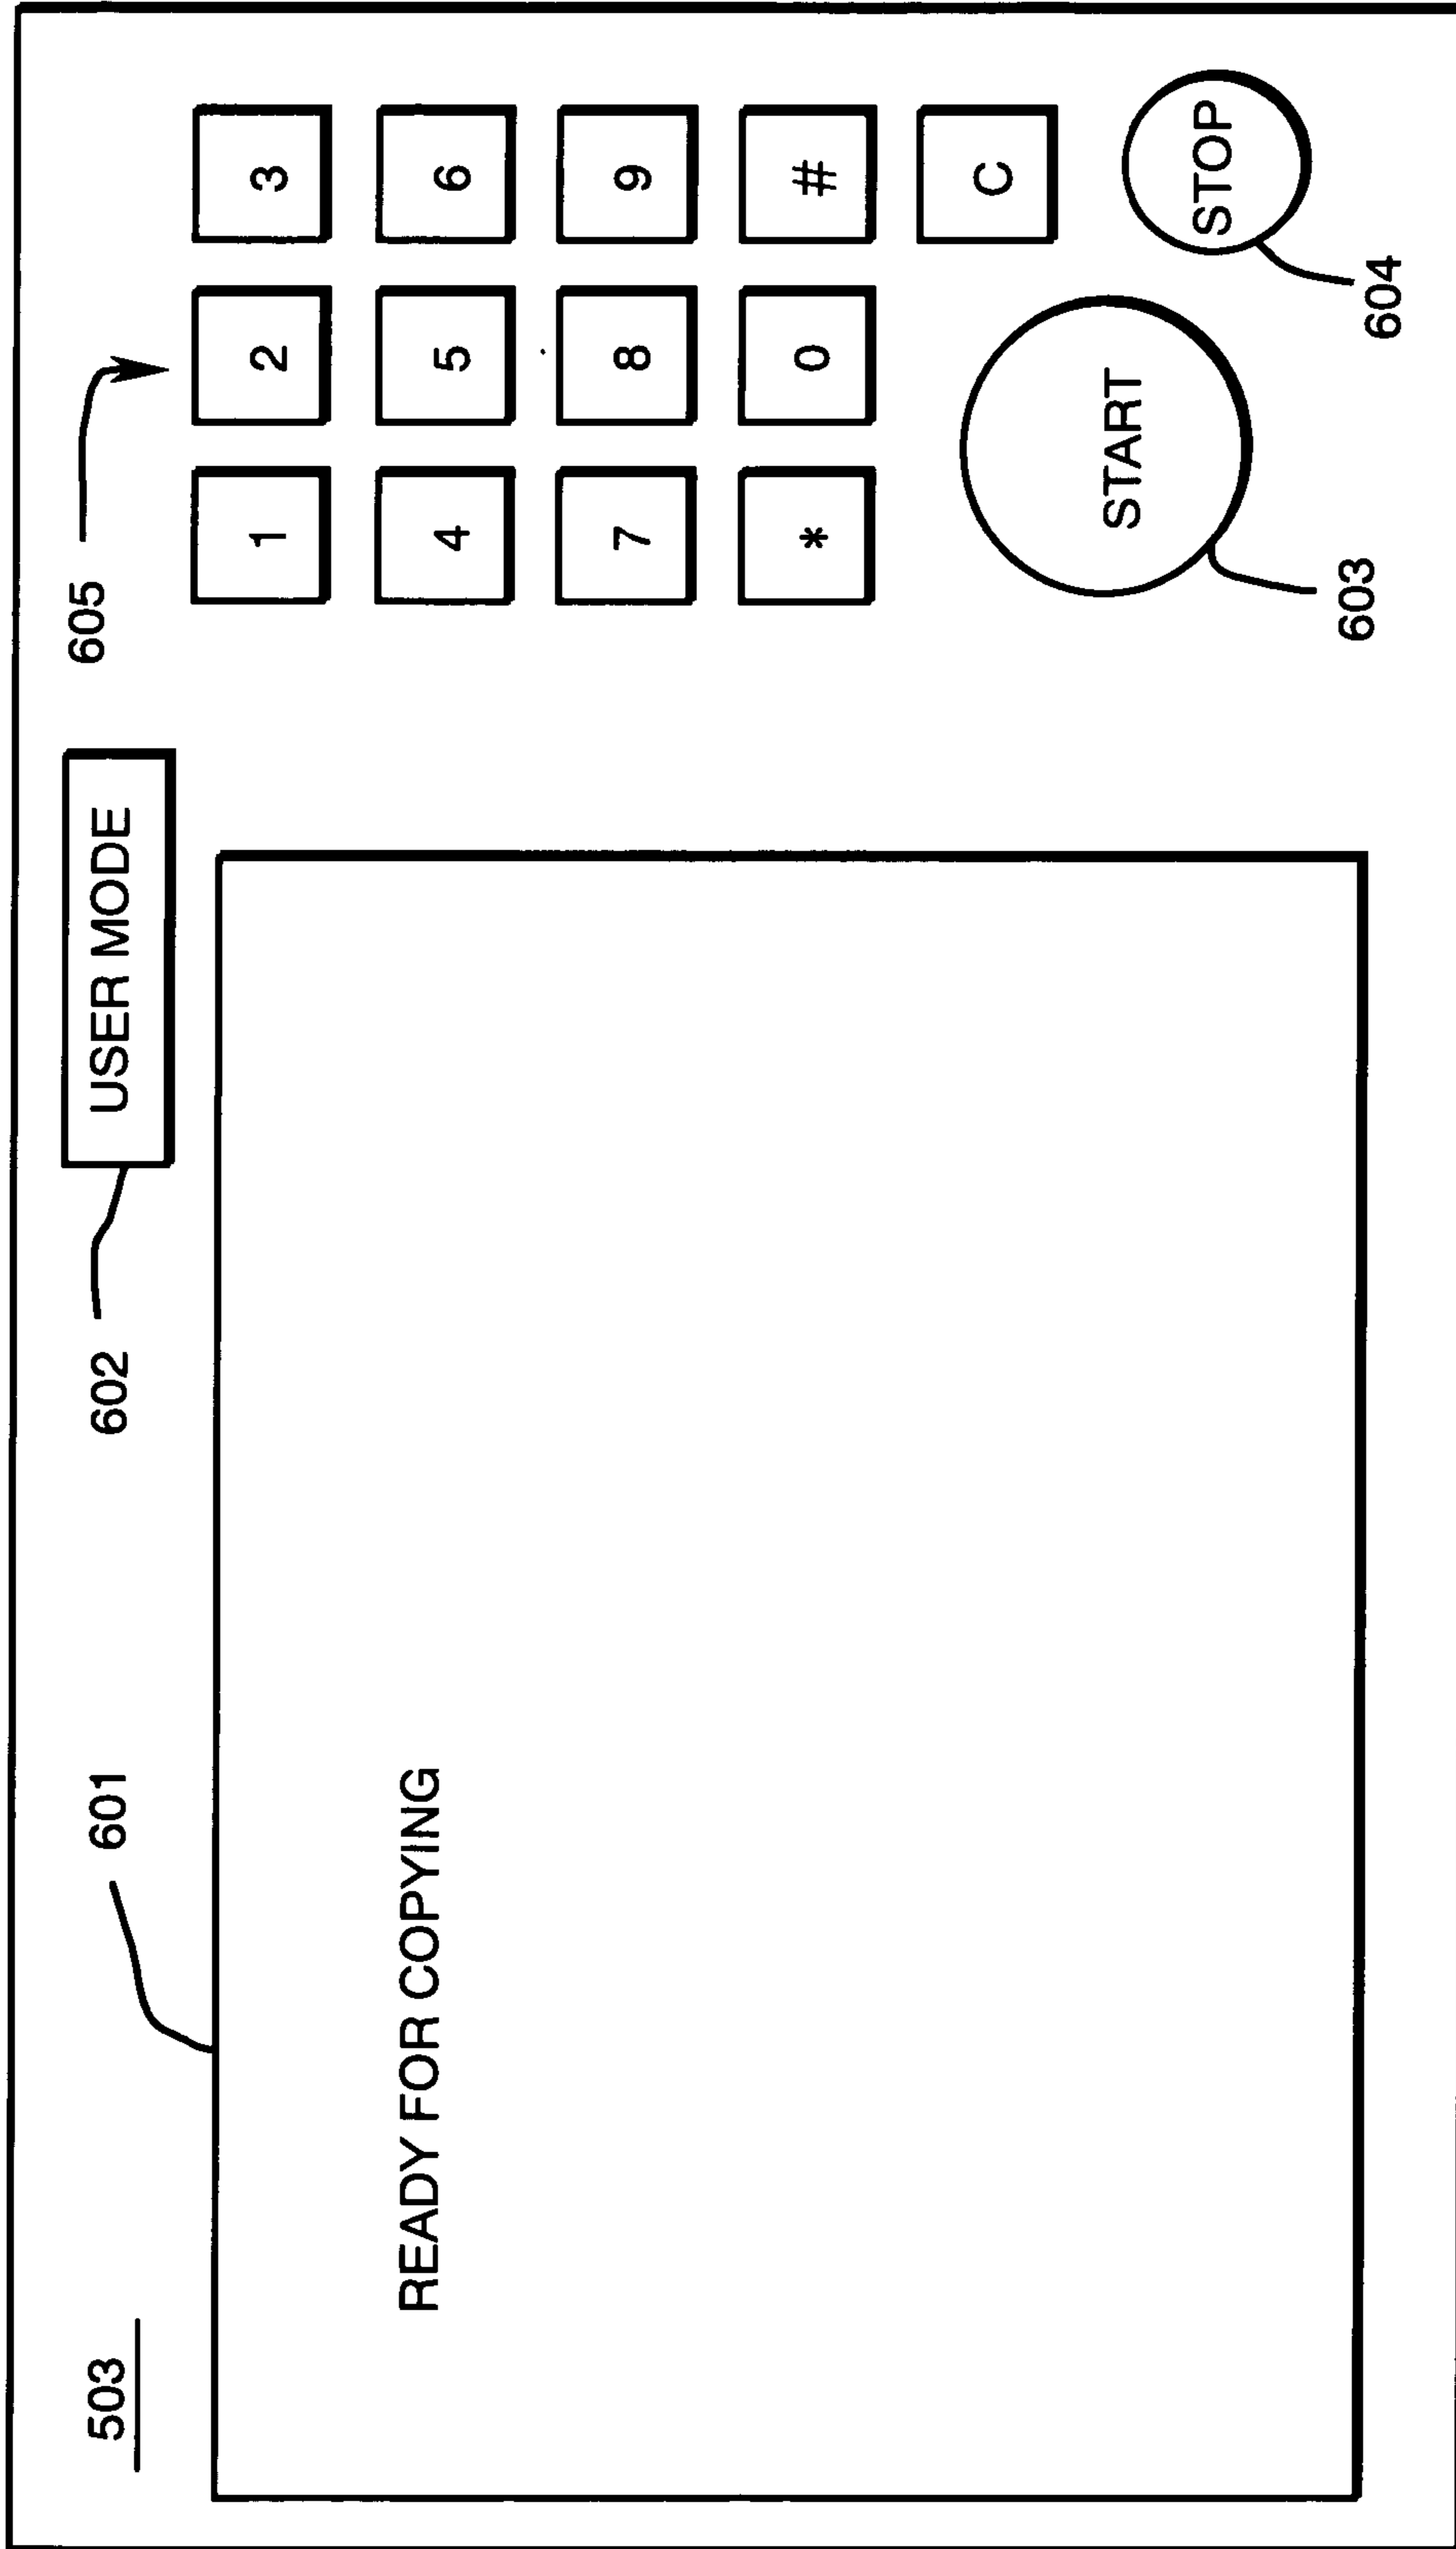 503
601
602
USER MODE
605
READY FOR COPYING
1 2 3
4 5 6
7 8 9
* 0 #
C
START
STOP
603
604